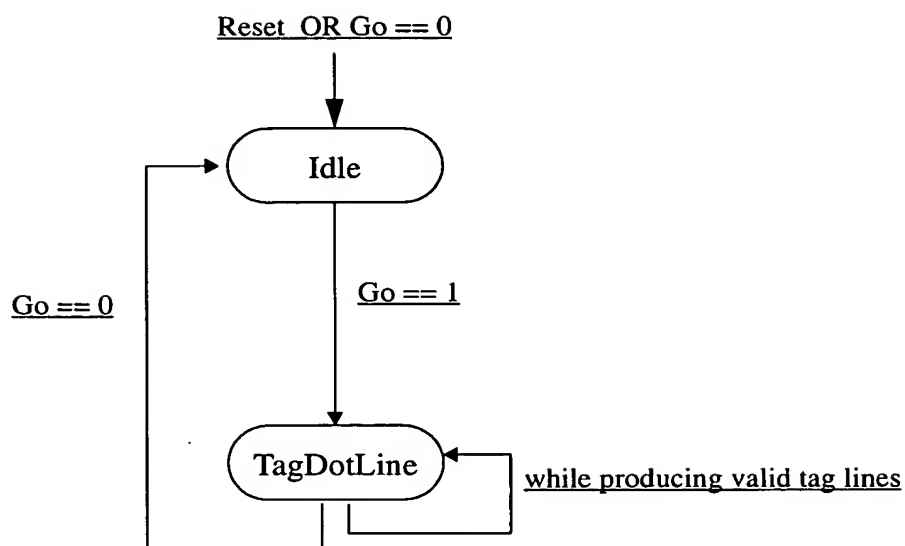 Reset OR Go == 0
Idle
Go == 0
Go == 1
TagDotLine
while producing valid tag lines